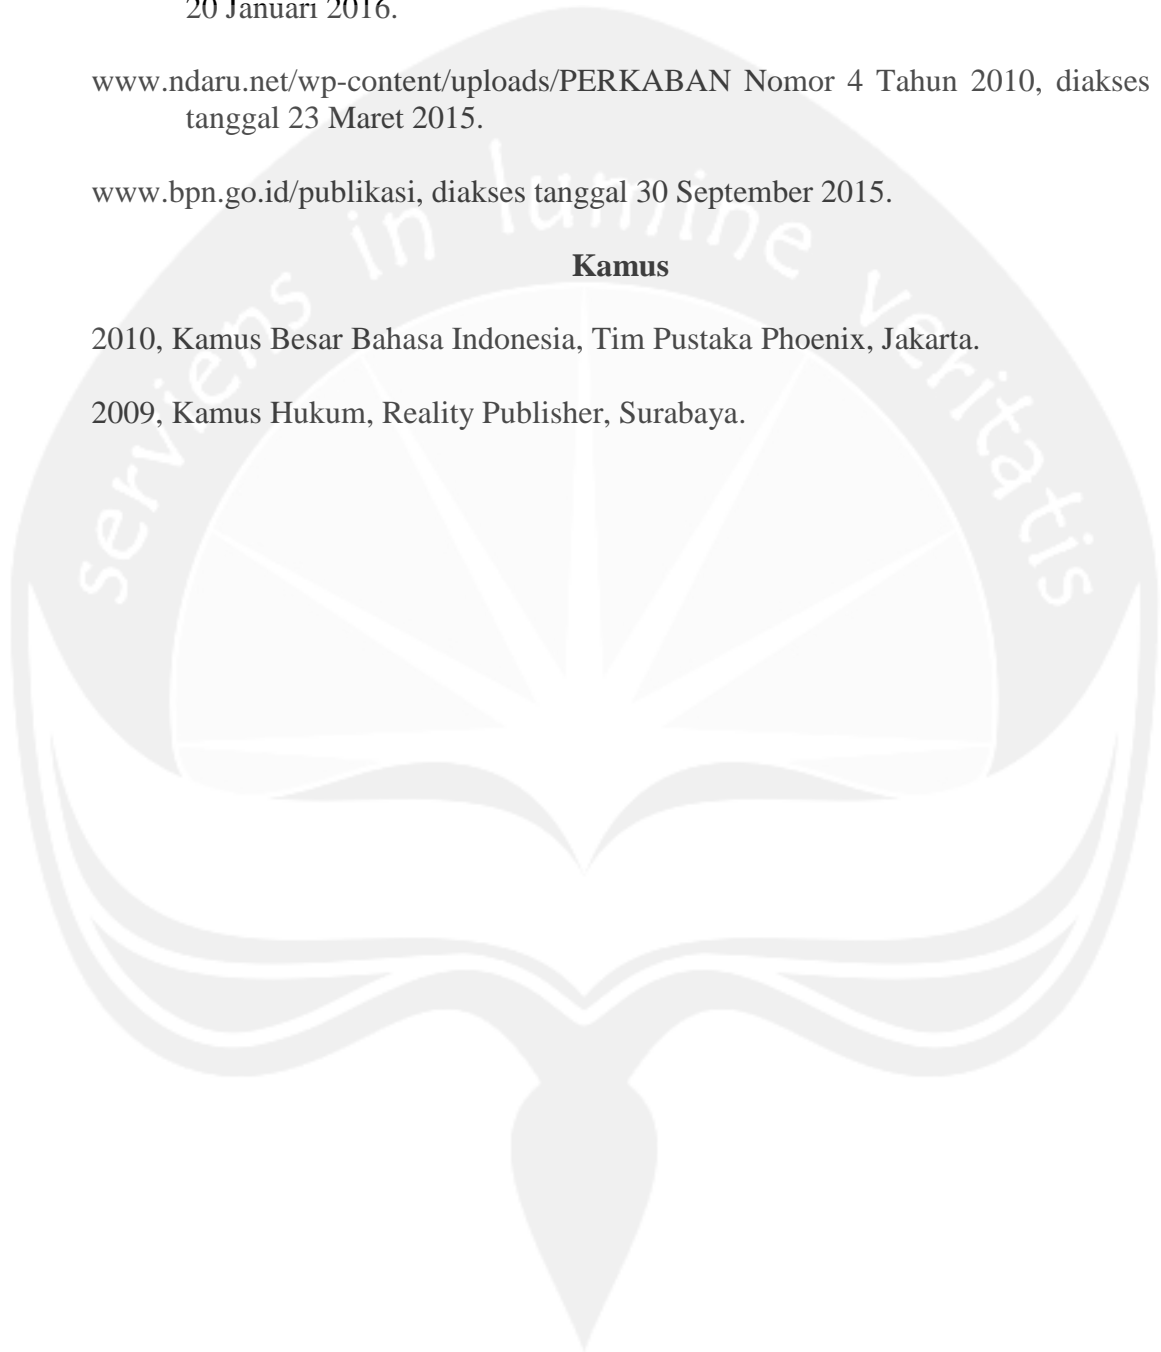 20 Januari 2016.
www.ndaru.net/wp-content/uploads/PERKABAN Nomor 4 Tahun 2010, diakses
tanggal 23 Maret 2015.
www.bpn.go.id/publikasi, diakses tanggal 30 September 2015.
serviens in lumine veritatis
Kamus
2010, Kamus Besar Bahasa Indonesia, Tim Pustaka Phoenix, Jakarta.
2009, Kamus Hukum, Reality Publisher, Surabaya.